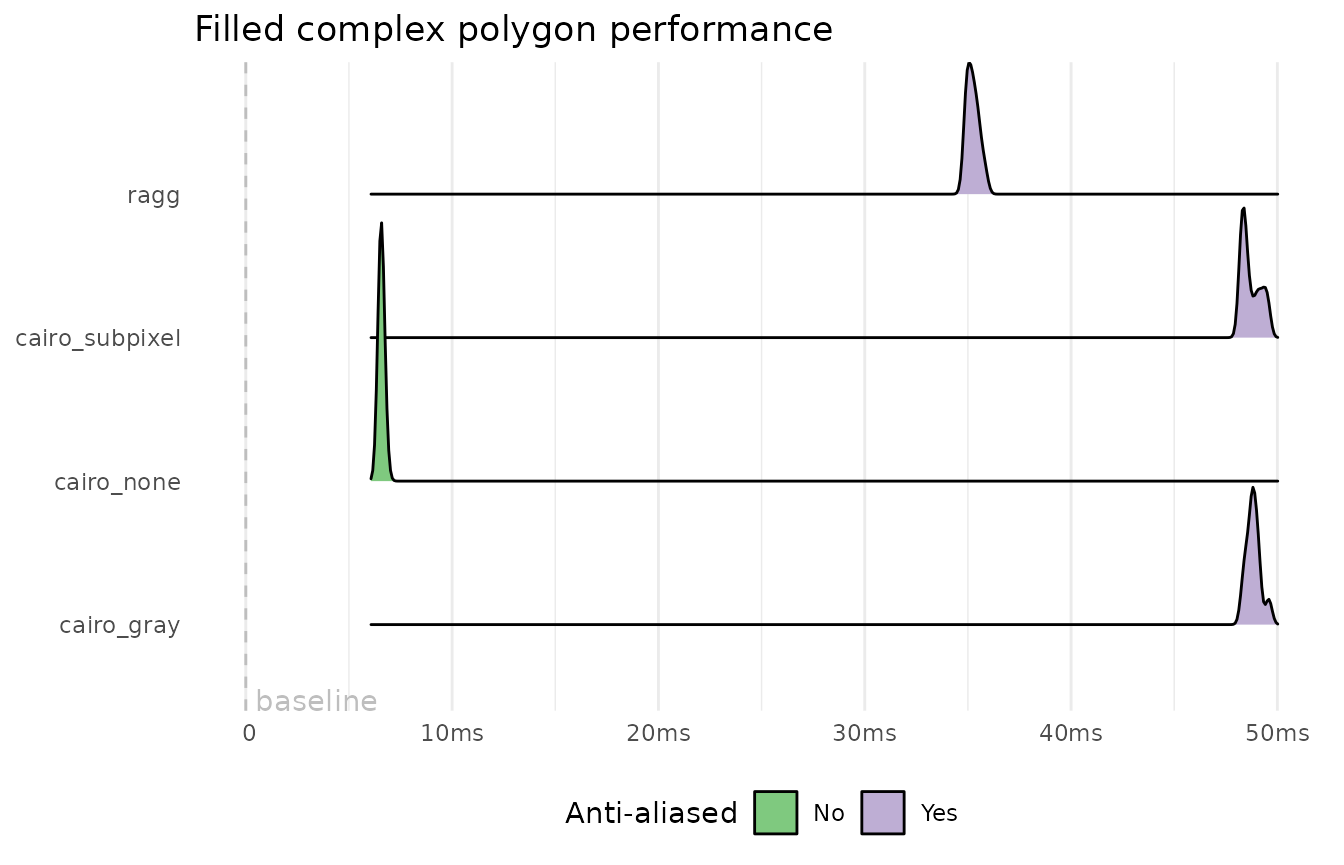 Filled complex polygon performance
ragg
cairo_subpixel
cairo_none
cairo_gray
baseline
0 10ms 20ms 30ms 40ms 50ms
Anti-aliased No Yes